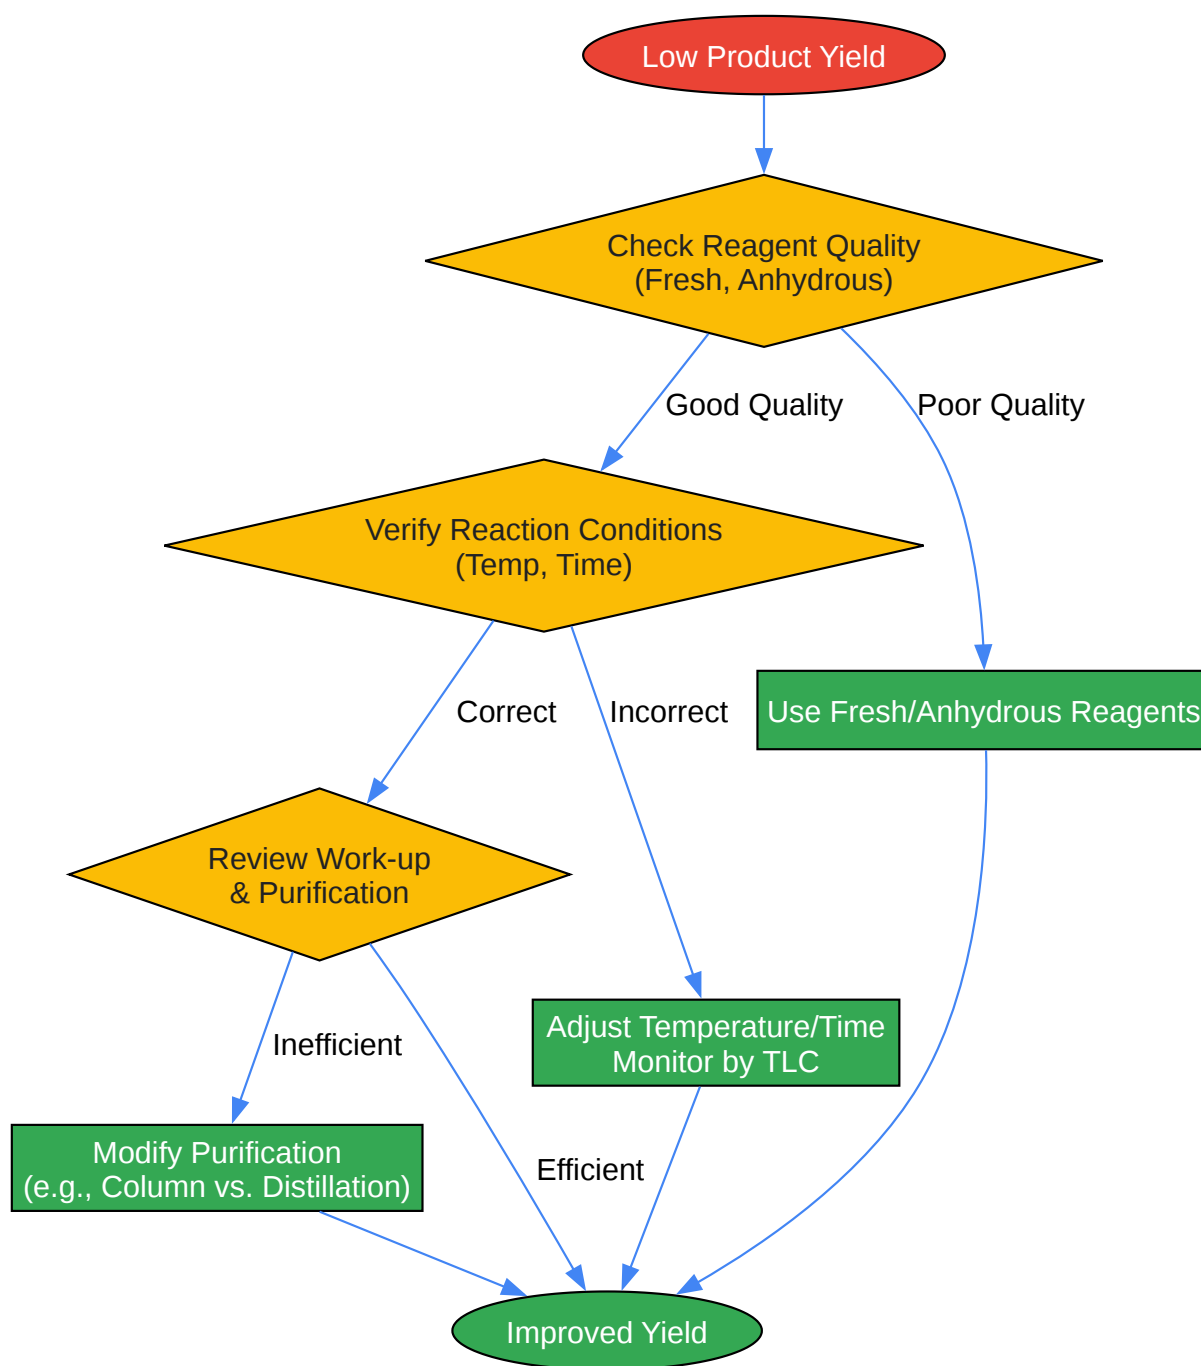 Low Product Yield
Check Reagent Quality
(Fresh, Anhydrous)
Good Quality
Poor Quality
Verify Reaction Conditions
(Temp, Time)
Correct
Incorrect
Use Fresh/Anhydrous Reagents
Review Work-up
& Purification
Inefficient
Adjust Temperature/Time
Monitor by TLC
Modify Purification
(e.g., Column vs. Distillation)
Efficient
Improved Yield